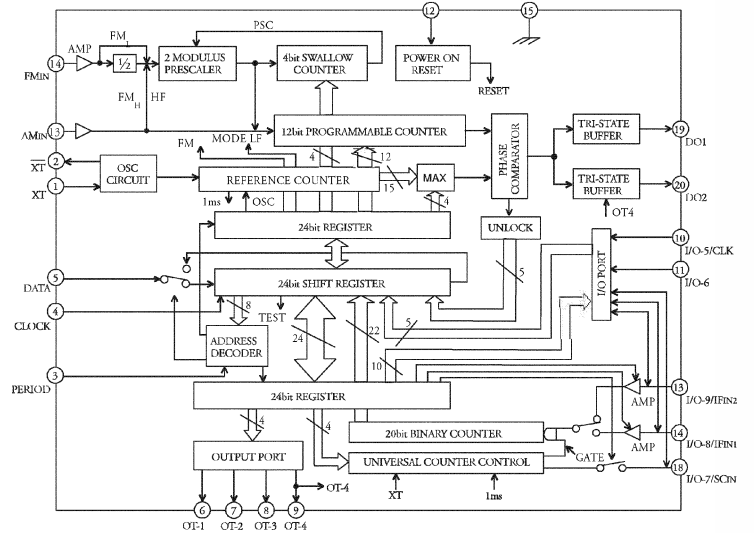 12
15
PSC
FM L
AMP
14
FMIN
1/2
2 MODULUS
PRESCALER
4bit SWALLOW
COUNTER
POWER ON
RESET
RESET
FM H
HF
13
AMIN
12bit PROGRAMMABLE COUNTER
TRI-STATE
BUFFER
19
DO1
MODE LF
FM
4
12
PHASE
COMPARATOR
2
XT
OSC
CIRCUIT
REFERENCE COUNTER
15
MAX
TRI-STATE
BUFFER
20
DO2
1
XT
1ms
OSC
4
OT4
24bit REGISTER
UNLOCK
10
I/O-5/CLK
5
DATA
24bit SHIFT REGISTER
5
I/O PORT
11
I/O-6
4
CLOCK
8
TEST
24
22
5
ADDRESS
DECODER
10
3
PERIOD
24bit REGISTER
13
I/O-9/IFIN2
AMP
4
4
20bit BINARY COUNTER
14
I/O-8/IFIN1
AMP
OUTPUT PORT
UNIVERSAL COUNTER CONTROL
GATE
18
I/O-7/SCIN
OT-4
XT
1ms
6
7
8
9
OT-1
OT-2
OT-3
OT-4